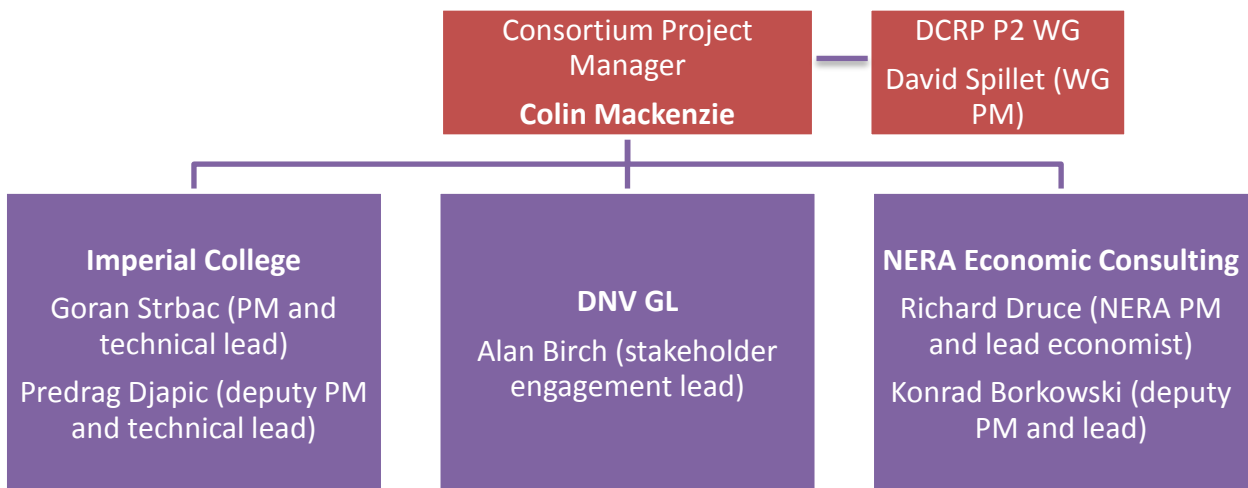 Consortium Project
Manager
Colin Mackenzie
DCRP P2 WG
David Spillet (WG
PM)
Imperial College
Goran Strbac (PM and
technical lead)
Predrag Djapic (deputy PM
and technical lead)
DNV GL
Alan Birch (stakeholder
engagement lead)
NERA Economic Consulting
Richard Druce (NERA PM
and lead economist)
Konrad Borkowski (deputy
PM and lead)